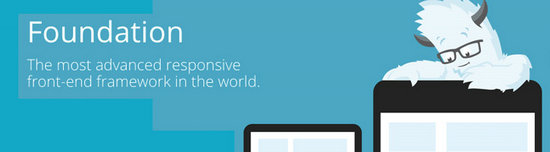 Foundation
The most advanced responsive
front-end framework in the world.